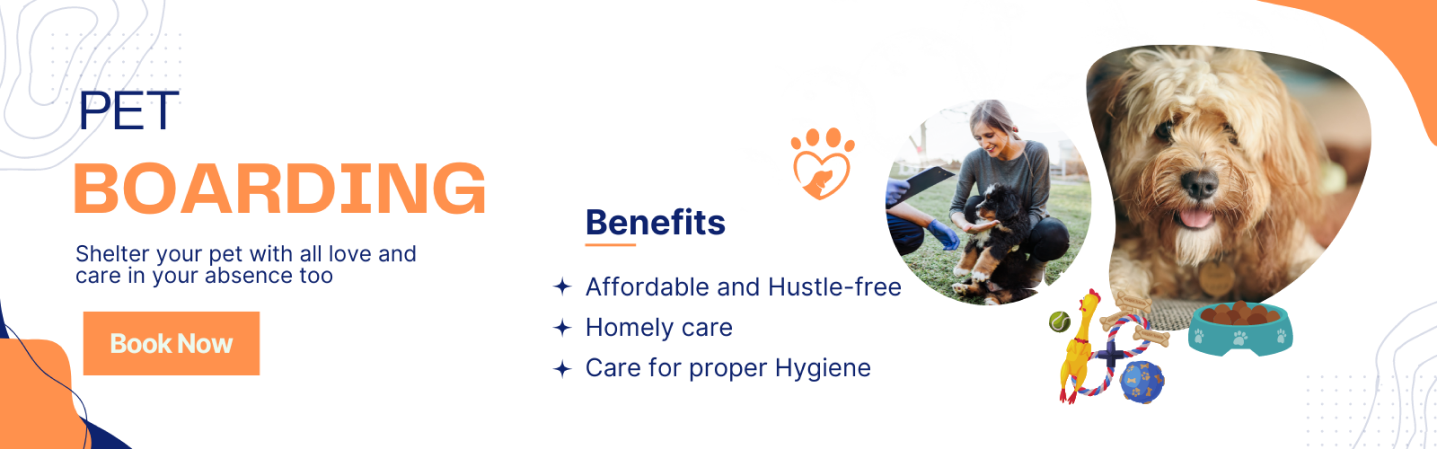 PET
BOARDING
Shelter your pet with all love and
care in your absence too
Book Now
Benefits
Affordable and Hustle-free
Homely care
Care for proper Hygiene